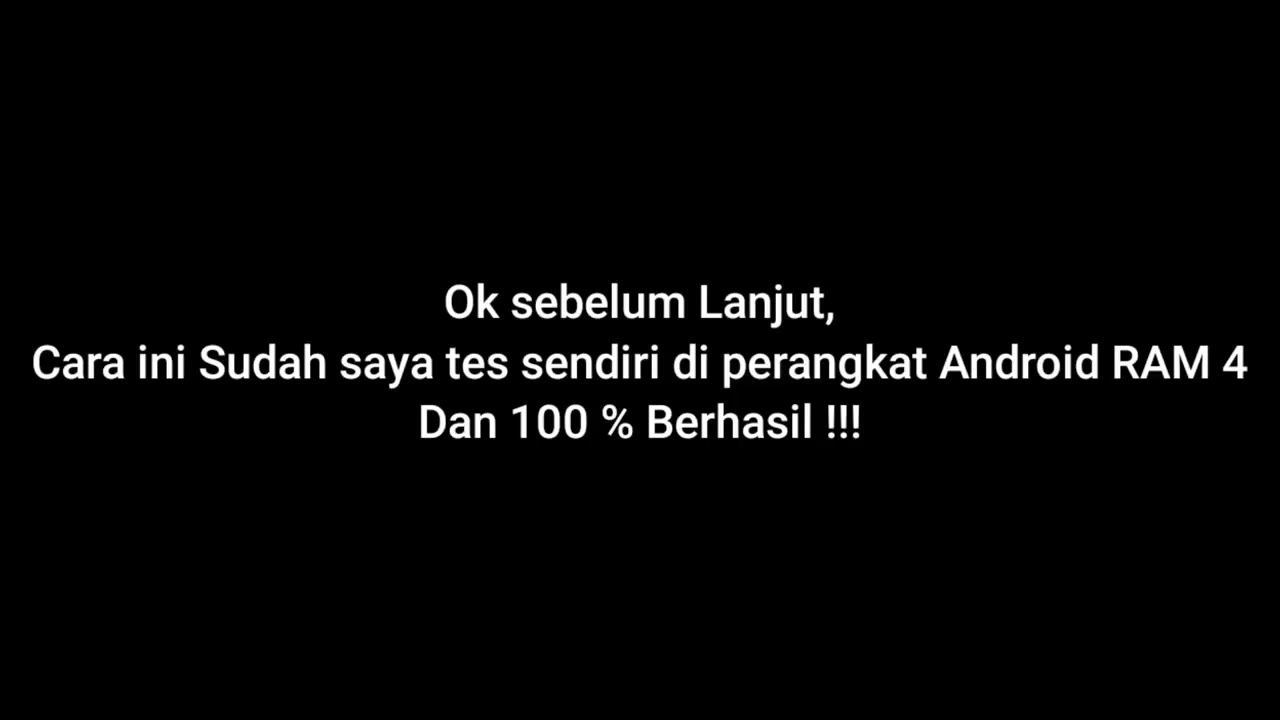 Ok sebelum Lanjut,
Cara ini Sudah saya tes sendiri di perangkat Android RAM 4
Dan 100 % Berhasil !!!